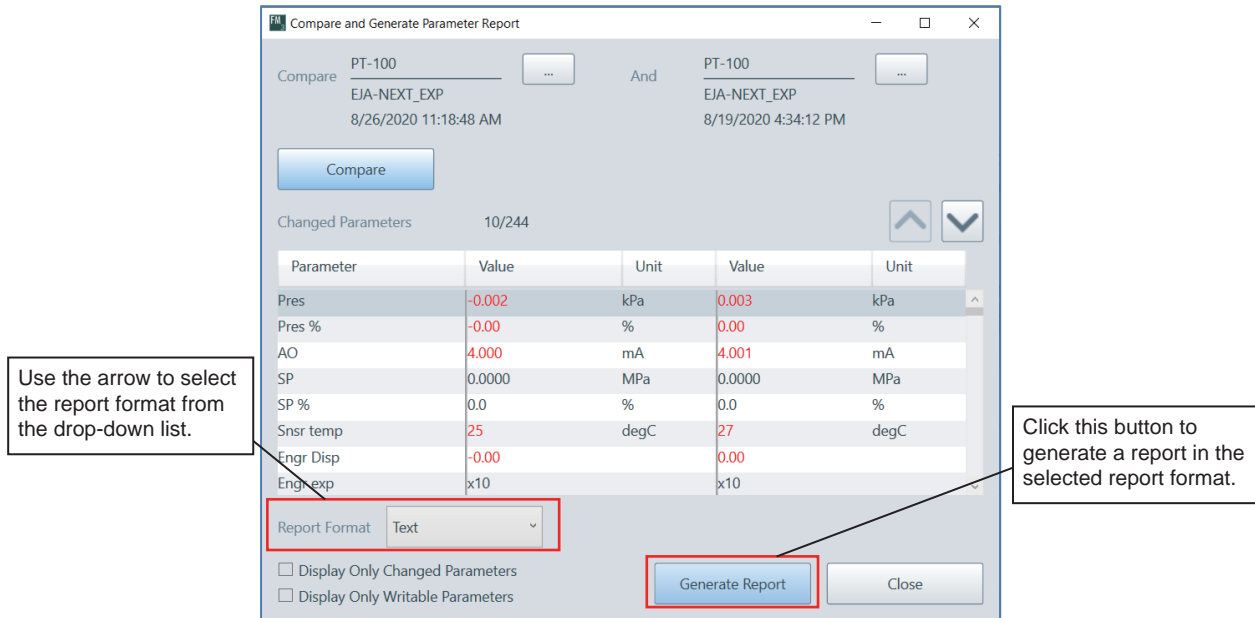 FM
Compare and Generate Parameter Report
Compare PT-100 ... And PT-100 ...
EJA-NEXT_EXP EJA-NEXT_EXP
8/26/2020 11:18:48 AM 8/19/2020 4:34:12 PM
Compare
Changed Parameters 10/244
Parameter Value Unit Value Unit
Pres -0.002 kPa 0.003 kPa
Pres % -0.00 % 0.00 %
AO 4.000 mA 4.001 mA
SP 0.0000 MPa 0.0000 MPa
SP % 0.0 % 0.0 %
Snsr temp 25 degC 27 degC
Engr Disp -0.00 0.00
Engr exp x10 x10
Report Format Text
Display Only Changed Parameters
Display Only Writable Parameters
Generate Report Close
Use the arrow to select
the report format from
the drop-down list.
Click this button to
generate a report in the
selected report format.